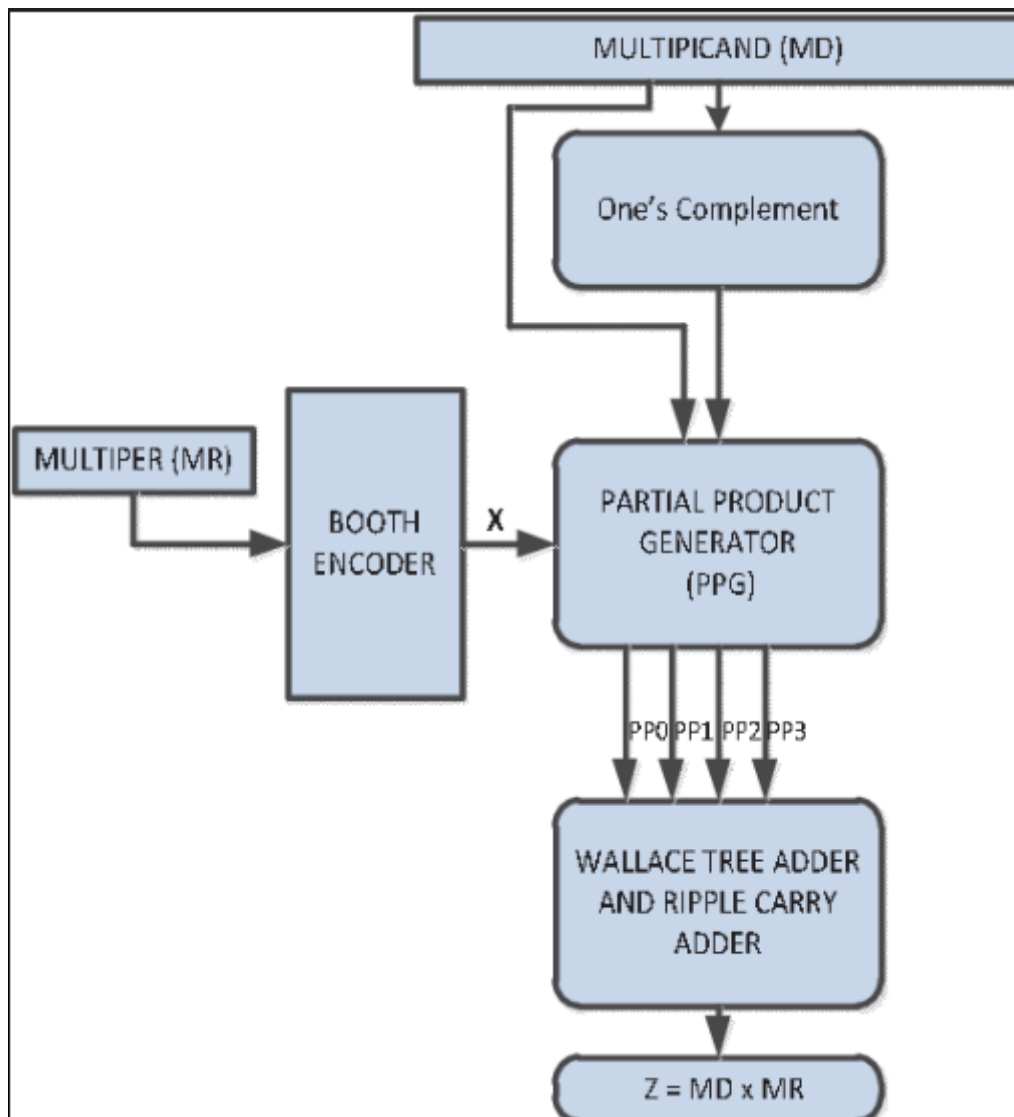 MULTIPICAND (MD)
One's Complement
MULTIPER (MR)
BOOTH
ENCODER
X
PARTIAL PRODUCT
GENERATOR
(PPG)
PP0 PP1 PP2 PP3
WALLACE TREE ADDER
AND RIPPLE CARRY
ADDER
Z = MD x MR